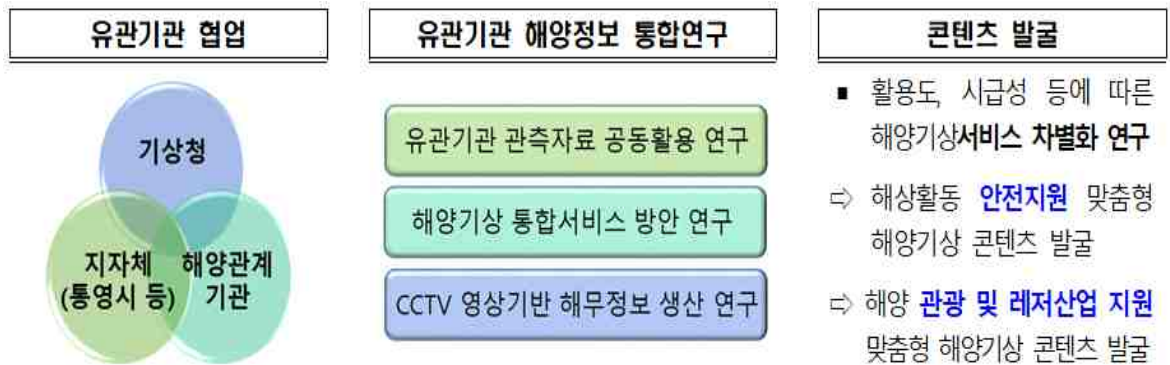 유관기관 협업
기상청
지자체
(통영시 등)
해양관계
기관
유관기관 해양정보 통합연구
유관기관 관측자료 공동활용 연구
해양기상 통합서비스 방안 연구
CCTV 영상기반 해무정보 생산 연구
콘텐츠 발굴
▪ 활용도, 시급성 등에 따른
해양기상서비스 차별화 연구
⇨ 해상활동 안전지원 맞춤형
해양기상 콘텐츠 발굴
⇨ 해양 관광 및 레저산업 지원
맞춤형 해양기상 콘텐츠 발굴